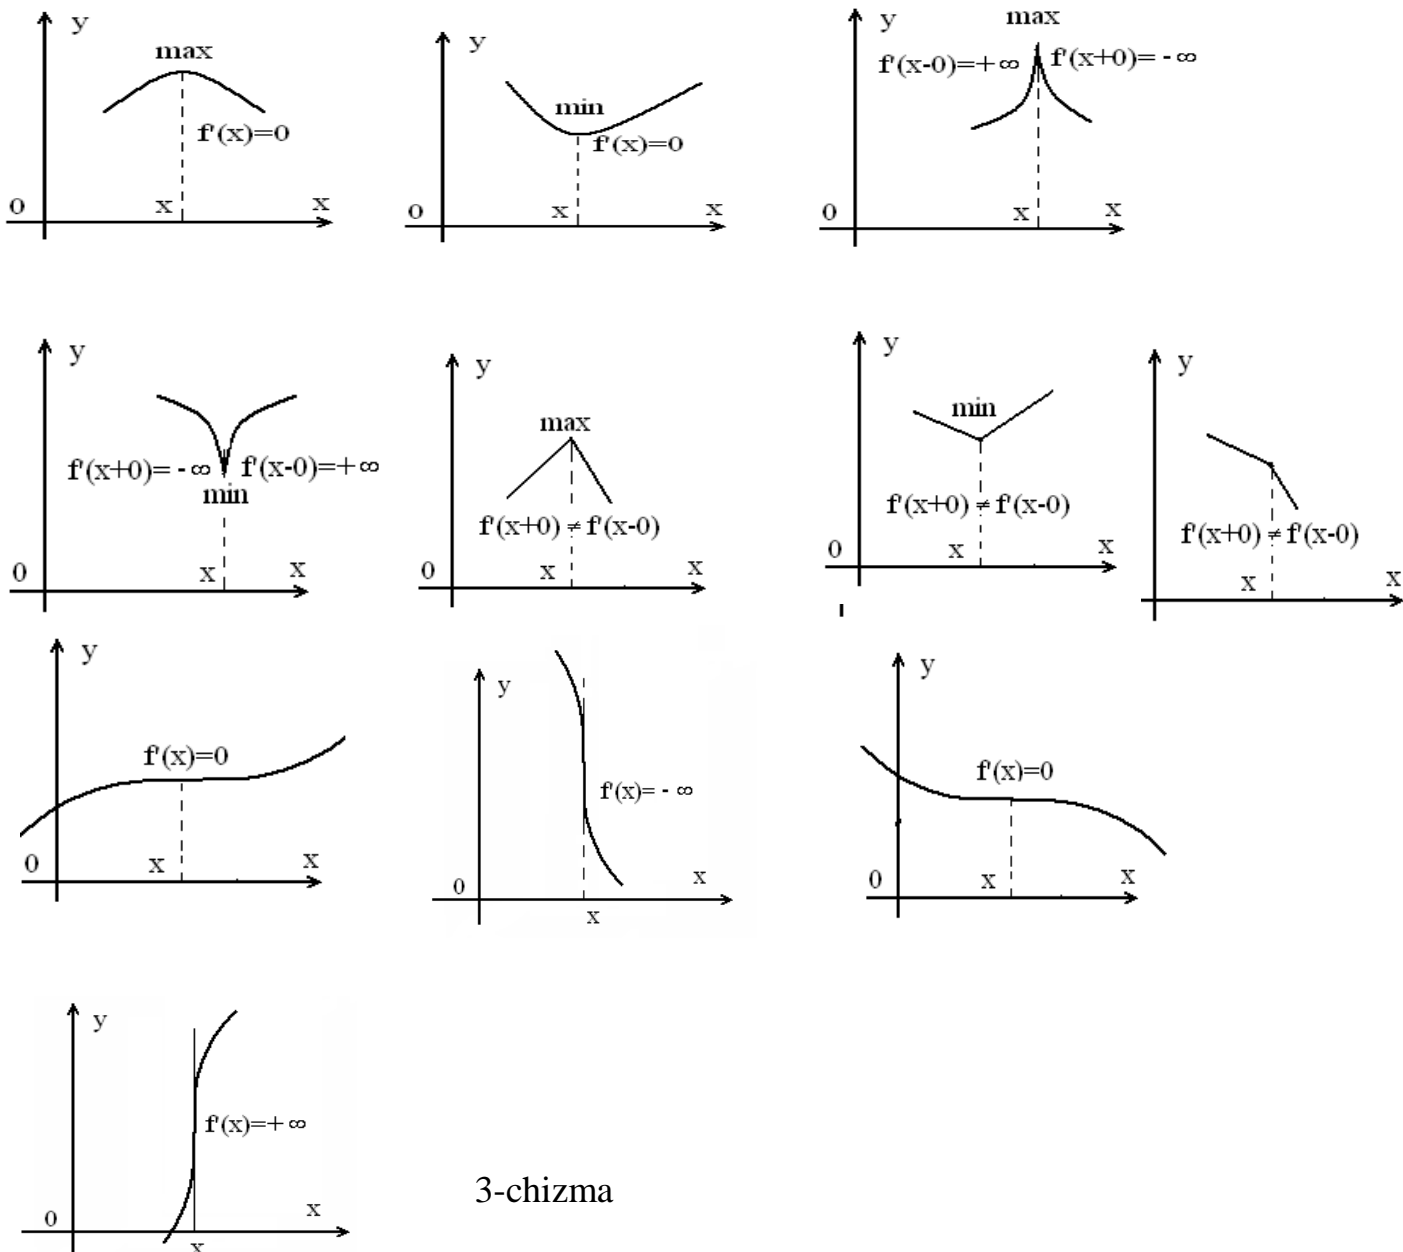 y
max
f'(x)=0
0
x
x
y
min
f'(x)=0
0
x
x
max
y
f'(x-0)=+∞
f'(x+0)= -∞
0
x
x
y
f'(x+0)= -∞
f'(x-0)=+∞
min
0
x
x
y
max
f'(x+0) ≠ f'(x-0)
0
x
x
y
min
f'(x+0) ≠ f'(x-0)
0
x
x
y
f'(x+0) ≠ f'(x-0)
x
x
y
f'(x)=0
0
x
x
y
f'(x)= - ∞
0
x
x
y
f'(x)=0
0
x
x
y
f'(x)=+∞
0
x
x
3-chizma